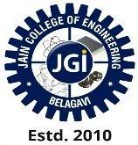 JAIN COLLEGE OF ENGINEERING
JGi
BELAGAVI
Estd. 2010